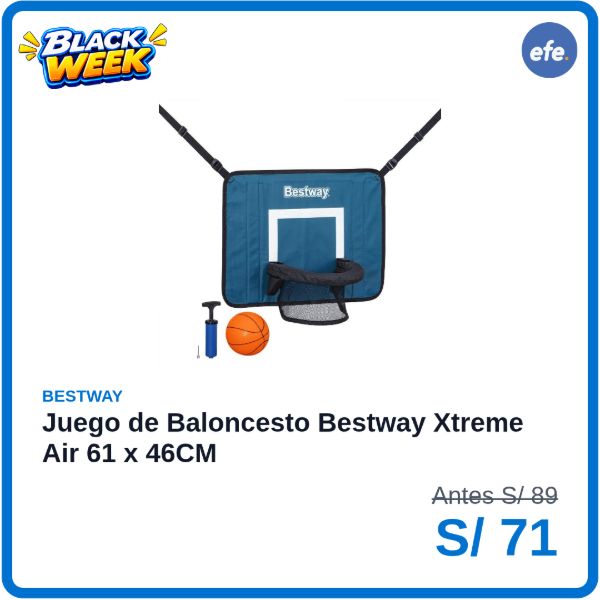 BLACK
WEEK
efe.
Bestway
BESTWAY
Juego de Baloncesto Bestway Xtreme
Air 61 x 46CM
Antes S/ 89
S/ 71